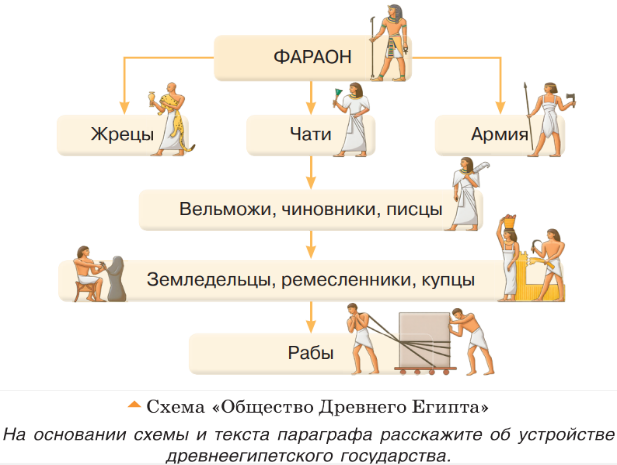 ФАРАОН
Жрецы
Чати
Армия
Вельможи, чиновники, писцы
Земледельцы, ремесленники, купцы
Рабы
Схема «Общество Древнего Египта»
На основании схемы и текста параграфа расскажите об устройстве
древнеегипетского государства.